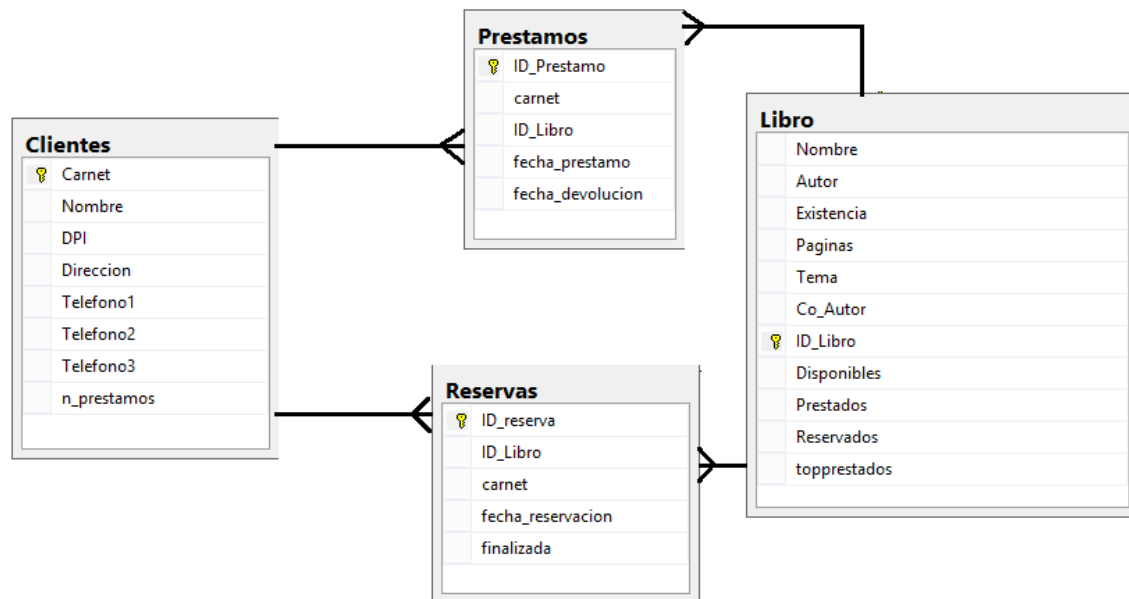 Prestamos
ID_Prestamo
carnet
ID_Libro
fecha_prestamo
fecha_devolucion
Clientes
Carnet
Nombre
DPI
Direccion
Telefono1
Telefono2
Telefono3
n_prestamos
Libro
Nombre
Autor
Existencia
Paginas
Tema
Co_Autor
ID_Libro
Disponibles
Prestados
Reservados
topprestados
Reservas
ID_reserva
ID_Libro
carnet
fecha_reservacion
finalizada